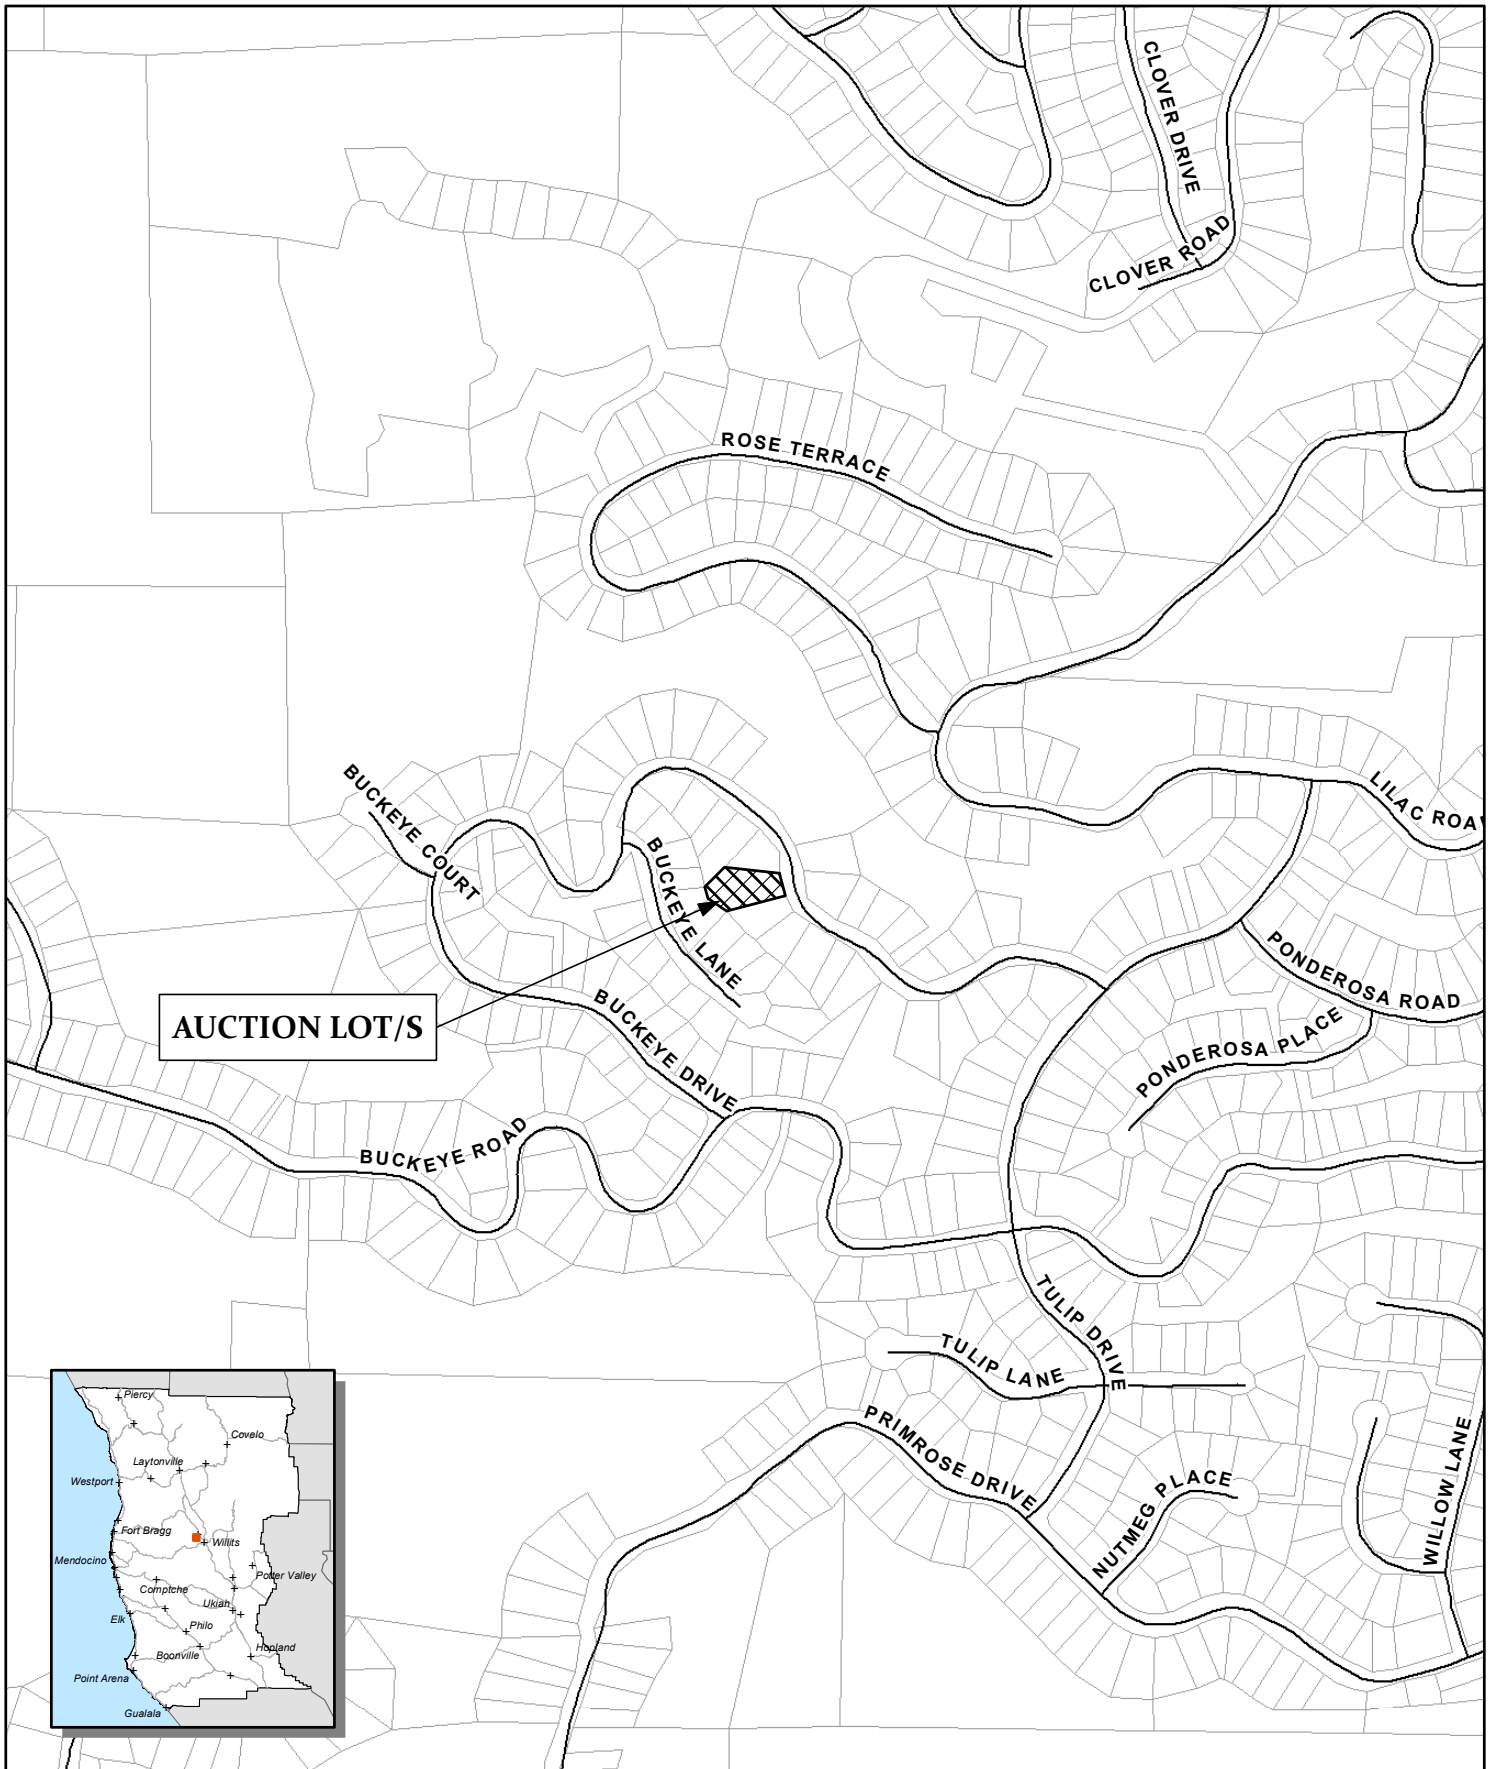 CLOVER DRIVE
CLOVER ROAD
ROSE TERRACE
BUCKEYE COURT
LILAC ROA
BUCKEYE LANE
PONDEROSA ROAD
AUCTION LOT/S
BUCKEYE DRIVE
PONDEROSA PLACE
BUCKEYE ROAD
TULIP DRIVE
TULIP LANE
PRIMROSE DRIVE
NUTMEG PLACE
WILLOW LANE
Piercy
Covelo
Laytonville
Westport
Fort Bragg
Willits
Mendocino
Potter Valley
Comptche
Ukiah
Elk
Philo
Hopland
Boonville
Point Arena
Gualala